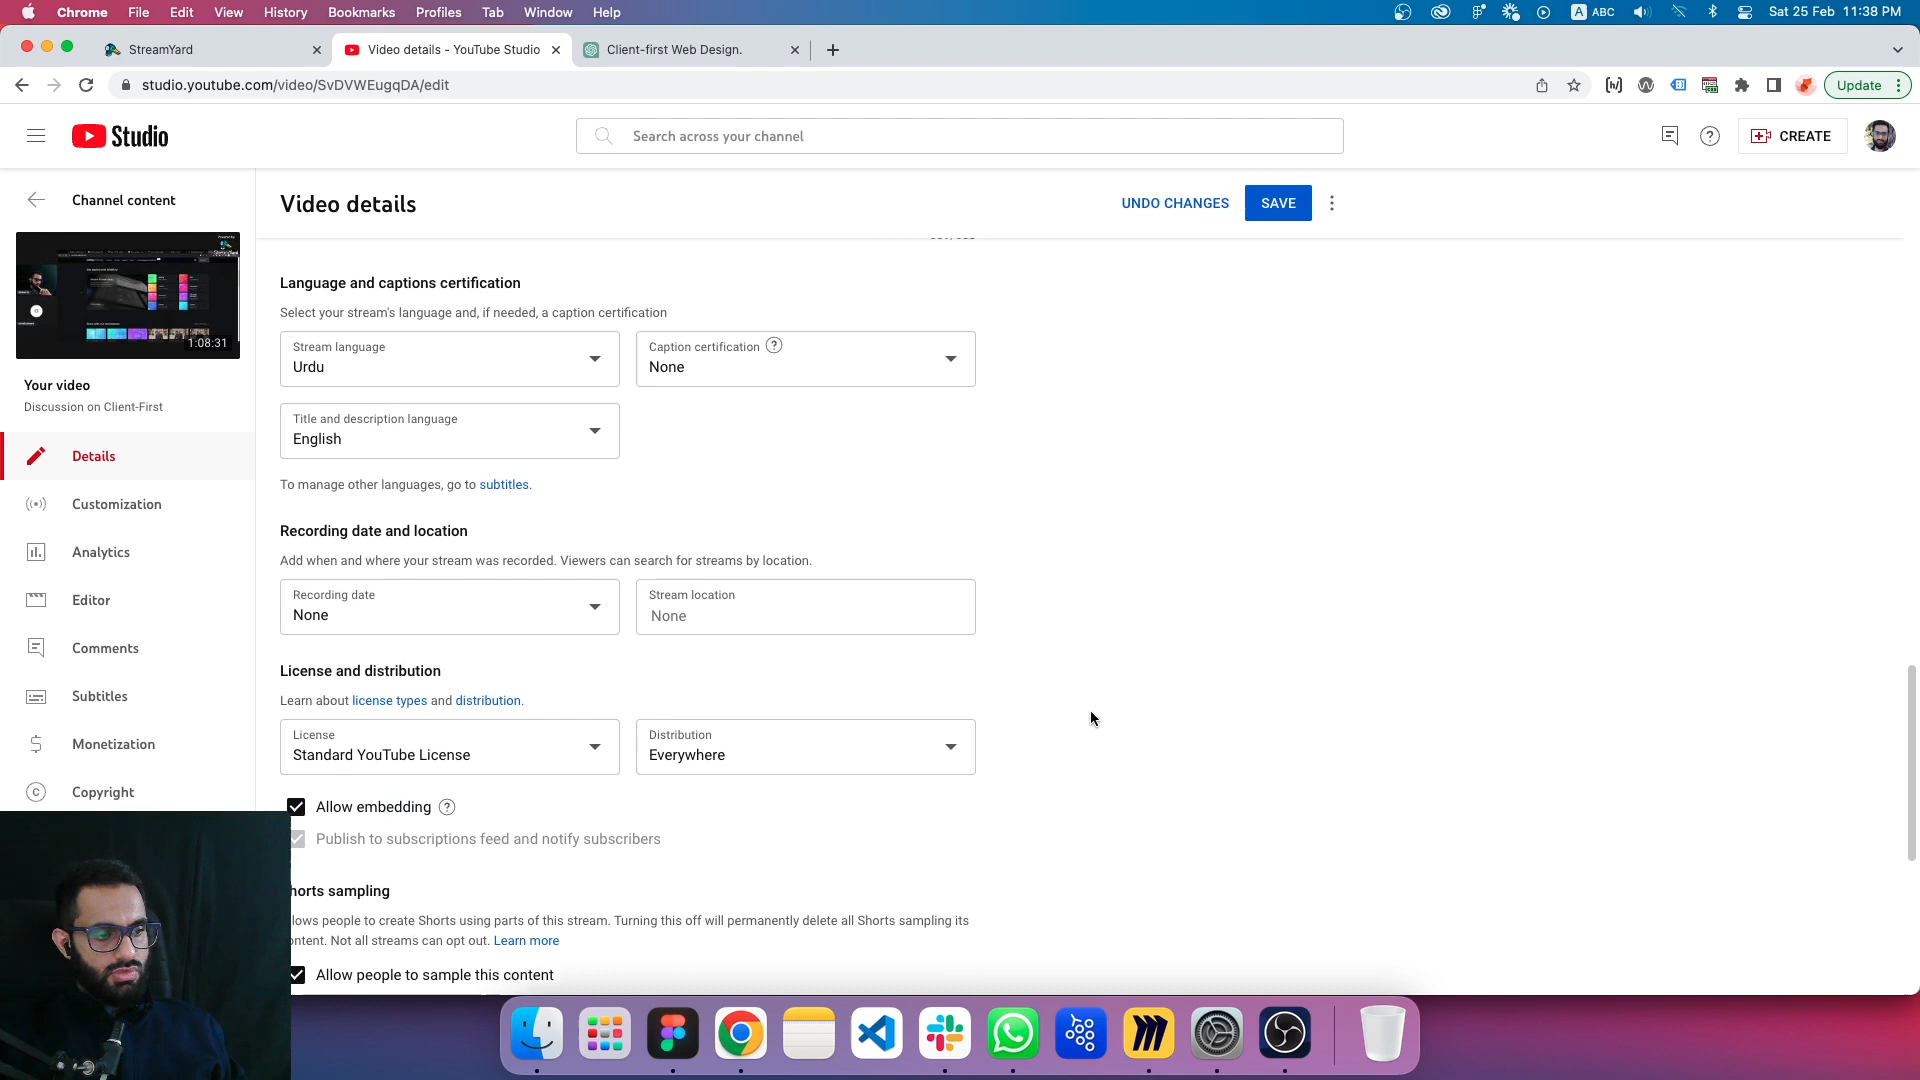 Chrome File Edit View History Bookmarks Profiles Tab Window Help A ABC Sat 25 Feb 11:38 PM
StreamYard Video details - YouTube Studio Client-first Web Design.
studio.youtube.com/video/SvDVWEugqDA/edit Update
Studio Search across your channel CREATE
Channel content
Video details UNDO CHANGES SAVE
1:08:31
Your video
Discussion on Client-First
Details
Customization
Analytics
Editor
Comments
Subtitles
Monetization
Copyright
Language and captions certification
Select your stream's language and, if needed, a caption certification
Stream language Caption certification
Urdu None
Title and description language
English
To manage other languages, go to subtitles.
Recording date and location
Add when and where your stream was recorded. Viewers can search for streams by location.
Recording date Stream location
None None
License and distribution
Learn about license types and distribution.
License Distribution
Standard YouTube License Everywhere
Allow embedding
Publish to subscriptions feed and notify subscribers
horts sampling
lows people to create Shorts using parts of this stream. Turning this off will permanently delete all Shorts sampling its
ontent. Not all streams can opt out. Learn more
Allow people to sample this content